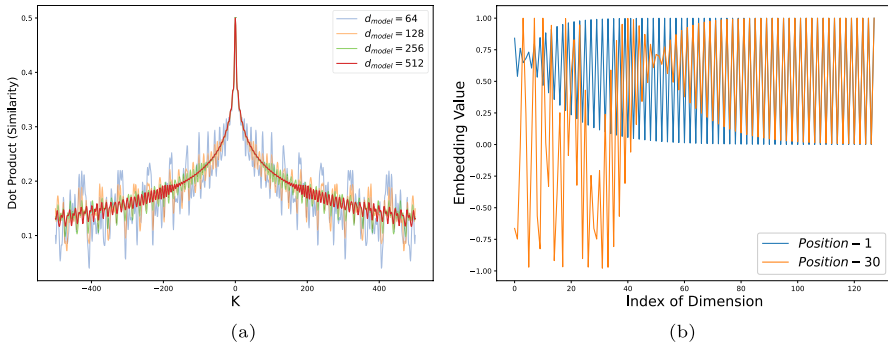 d_model = 64
d_model = 128
d_model = 256
d_model = 512
Dot Product (Similarity)
0.5
0.4
0.3
0.2
0.1
−400
−200
0
200
400
K
(a)
Embedding Value
1.00
0.75
0.50
0.25
0.00
−0.25
−0.50
−0.75
−1.00
Position − 1
Position − 30
0
20
40
60
80
100
120
Index of Dimension
(b)